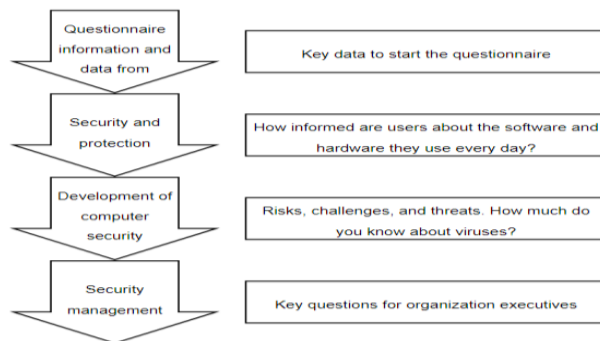 Questionnaire
information and
data from
Key data to start the questionnaire
Security and
protection
How informed are users about the software and
hardware they use every day?
Development of
computer
security
Risks, challenges, and threats. How much do
you know about viruses?
Security
management
Key questions for organization executives